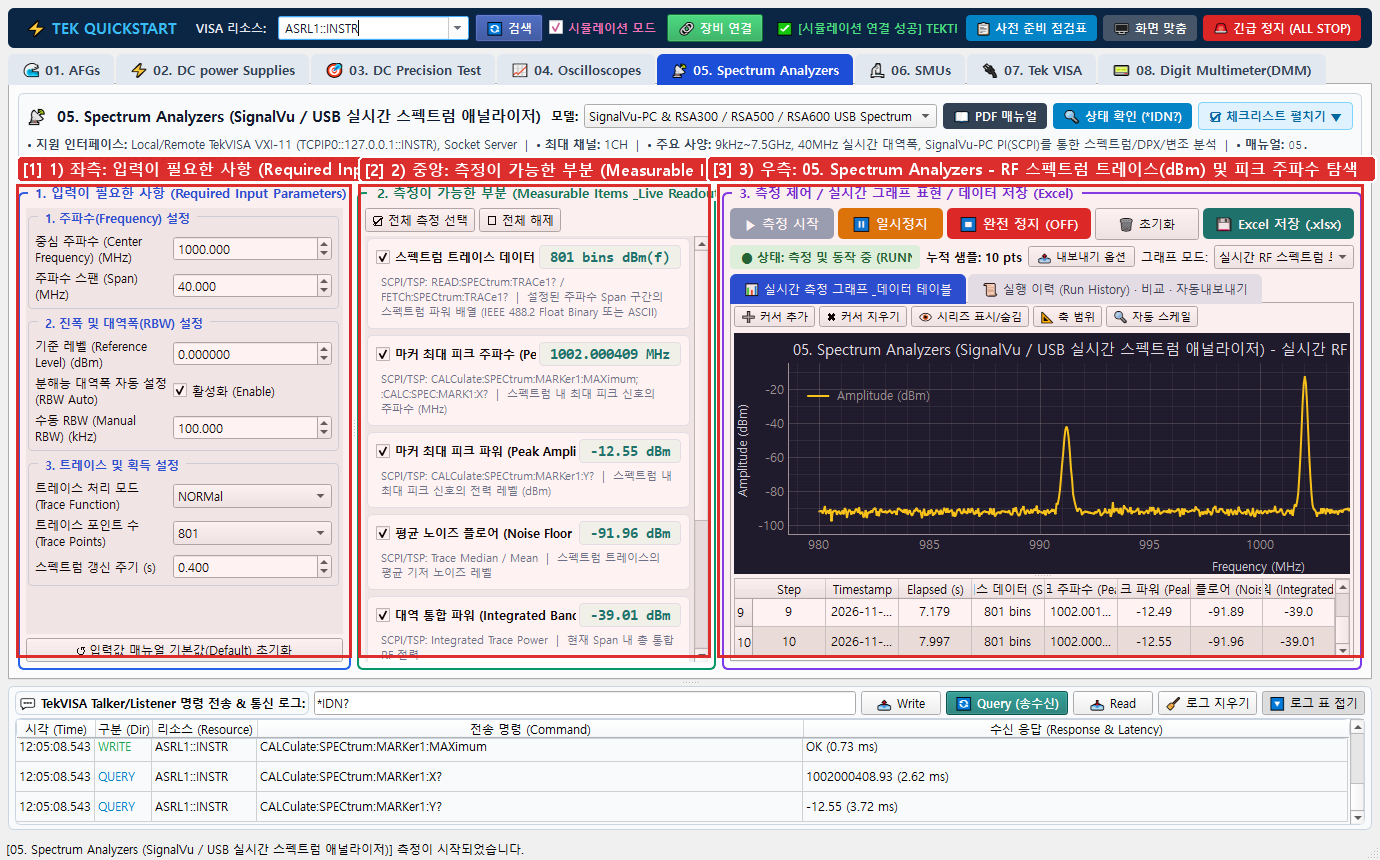 TEK QUICKSTART VISA 리소스: ASRL1::INSTR 검색 시뮬레이션 모드 장비 연결 [시뮬레이션 연결 성공] TEKTI 사전 준비 점검표 화면 맞춤 긴급 정지 (ALL STOP)
01. AFGs 02. DC power Supplies 03. DC Precision Test 04. Oscilloscopes 05. Spectrum Analyzers 06. SMUs 07. Tek VISA 08. Digit Multimeter(DMM)
05. Spectrum Analyzers (SignalVu / USB 실시간 스펙트럼 애널라이저) 모델: SignalVu-PC & RSA300 / RSA500 / RSA600 USB Spectrum PDF 매뉴얼 상태 확인 (*IDN?) 체크리스트 펼치기 ▼
• 지원 인터페이스: Local/Remote TekVISA VXI-11 (TCPIP0::127.0.0.1::INSTR), Socket Server | • 최대 채널: 1CH | • 주요 사양: 9kHz~7.5GHz, 40MHz 실시간 대역폭, SignalVu-PC PI(SCPI)를 통한 스펙트럼/DPX/변조 분석 | • 매뉴얼: 05.
[1] 1) 좌측: 입력이 필요한 사항 (Required Inp
[2] 2) 중앙: 측정이 가능한 부분 (Measurable I
[3] 3) 우측: 05. Spectrum Analyzers - RF 스펙트럼 트레이스(dBm) 및 피크 주파수 탐색
1. 입력이 필요한 사항 (Required Input Parameters)
1. 주파수(Frequency) 설정
중심 주파수 (Center
Frequency) (MHz)
1000.000
주파수 스팬 (Span)
(MHz)
40.000
2. 진폭 및 대역폭(RBW) 설정
기준 레벨 (Reference
Level) (dBm)
0.000000
분해능 대역폭 자동 설정
(RBW Auto)
활성화 (Enable)
수동 RBW (Manual
RBW) (kHz)
100.000
3. 트레이스 및 획득 설정
트레이스 처리 모드
(Trace Function)
NORMal
트레이스 포인트 수
(Trace Points)
801
스펙트럼 갱신 주기 (s)
0.400
↺ 입력값 매뉴얼 기본값(Default) 초기화
2. 측정이 가능한 부분 (Measurable Items _Live Readou
전체 측정 선택 전체 해제
스펙트럼 트레이스 데이터 801 bins dBm(f)
SCPI/TSP: READ:SPECtrum:TRACe1? /
FETCh:SPECtrum:TRACe1? | 설정된 주파수 Span 구간의
스펙트럼 파워 배열 (IEEE 488.2 Float Binary 또는 ASCII)
마커 최대 피크 주파수 (Pe 1002.000409 MHz
SCPI/TSP: CALCulate:SPECtrum:MARKer1:MAXimum;
:CALC:SPEC:MARK1:X? | 스펙트럼 내 최대 피크 신호의
주파수 (MHz)
마커 최대 피크 파워 (Peak Ampli -12.55 dBm
SCPI/TSP: CALCulate:SPECtrum:MARKer1:Y? | 스펙트럼 내
최대 피크 신호의 전력 레벨 (dBm)
평균 노이즈 플로어 (Noise Floor -91.96 dBm
SCPI/TSP: Trace Median / Mean | 스펙트럼 트레이스의
평균 기저 노이즈 레벨
대역 통합 파워 (Integrated Band -39.01 dBm
SCPI/TSP: Integrated Trace Power | 현재 Span 내 총 통합
RF 전력
3. 측정 제어 / 실시간 그래프 표현 / 데이터 저장 (Excel)
▶ 측정 시작 일시정지 완전 정지 (OFF) 초기화 Excel 저장 (.xlsx)
● 상태: 측정 및 동작 중 (RUNN 누적 샘플: 10 pts 내보내기 옵션 그래프 모드: 실시간 RF 스펙트럼
실시간 측정 그래프 _데이터 테이블 실행 이력 (Run History) · 비교 · 자동내보내기
커서 추가 커서 지우기 시리즈 표시/숨김 축 범위 자동 스케일
05. Spectrum Analyzers (SignalVu / USB 실시간 스펙트럼 애널라이저) - 실시간 RF
Amplitude (dBm)
Amplitude (dBm)
-20
-40
-60
-80
-100
980 985 990 995 1000
Frequency (MHz)
Step Timestamp Elapsed (s) 스 데이터 (S 주파수 (Pea 크 파워 (Peal 플로어 (Nois (Integrated
9 9 2026-11-... 7.179 801 bins 1002.001... -12.49 -91.89 -39.0
10 10 2026-11-... 7.997 801 bins 1002.000... -12.55 -91.96 -39.01
TekVISA Talker/Listener 명령 전송 & 통신 로그: *IDN? Write Query (송수신) Read 로그 지우기 로그 표 접기
시각 (Time) 구분 (Dir) 리소스 (Resource) 전송 명령 (Command) 수신 응답 (Response & Latency)
12:05:08.543 WRITE ASRL1::INSTR CALCulate:SPECtrum:MARKer1:MAXimum OK (0.73 ms)
12:05:08.543 QUERY ASRL1::INSTR CALCulate:SPECtrum:MARKer1:X? 1002000408.93 (2.62 ms)
12:05:08.543 QUERY ASRL1::INSTR CALCulate:SPECtrum:MARKer1:Y? -12.55 (3.72 ms)
[05. Spectrum Analyzers (SignalVu / USB 실시간 스펙트럼 애널라이저)] 측정이 시작되었습니다.